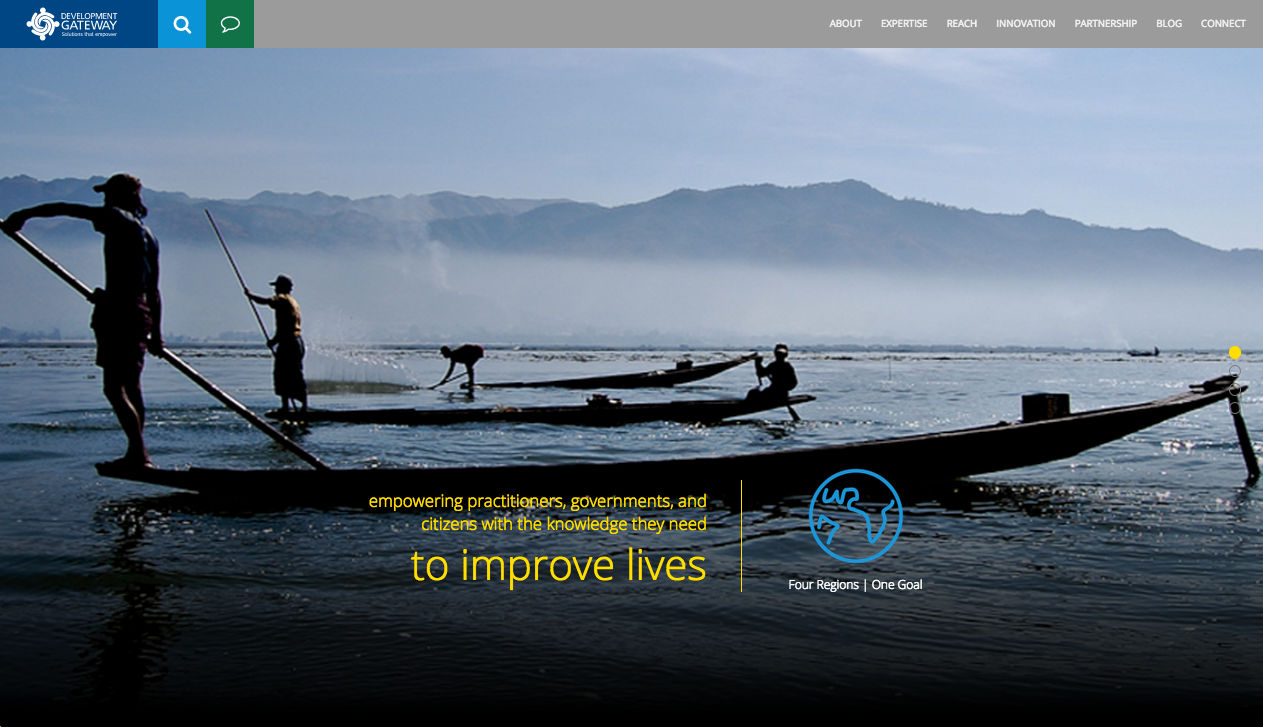 DEVELOPMENT
GATEWAY
Solutions that empower
ABOUT
EXPERTISE
REACH
INNOVATION
PARTNERSHIP
BLOG
CONNECT
empowering practitioners, governments, and
citizens with the knowledge they need
to improve lives
Four Regions | One Goal